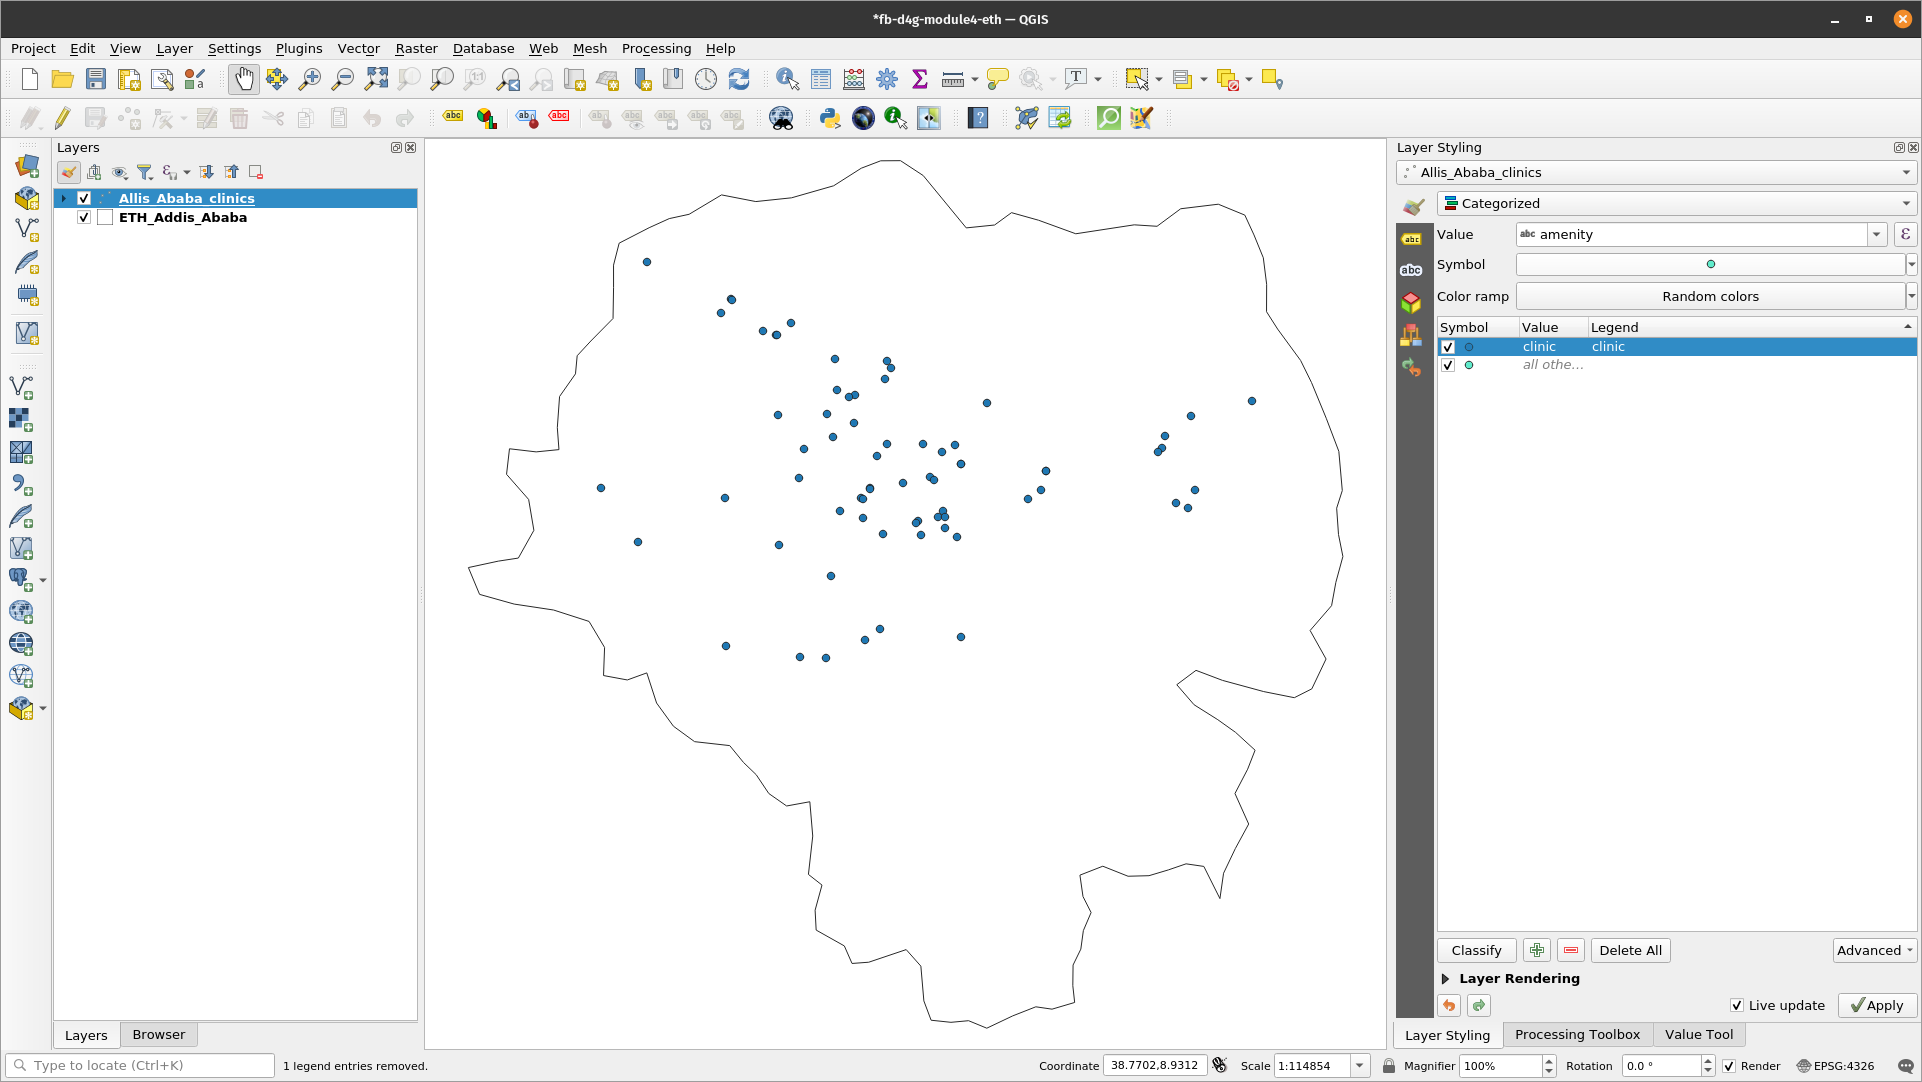 *fb-d4g-module4-eth — QGIS
Project Edit View Layer Settings Plugins Vector Raster Database Web Mesh Processing Help
Layers
Allis_Ababa_clinics
ETH_Addis_Ababa
Layers Browser
Layer Styling
Allis_Ababa_clinics
Categorized
Value abc amenity ε
Symbol
Color ramp Random colors
Symbol Value Legend
clinic clinic
all othe...
Classify Delete All Advanced
Layer Rendering
Live update Apply
Layer Styling Processing Toolbox Value Tool
Type to locate (Ctrl+K) 1 legend entries removed. Coordinate 38.7702,8.9312 Scale 1:114854 Magnifier 100% Rotation 0.0 ° Render EPSG:4326